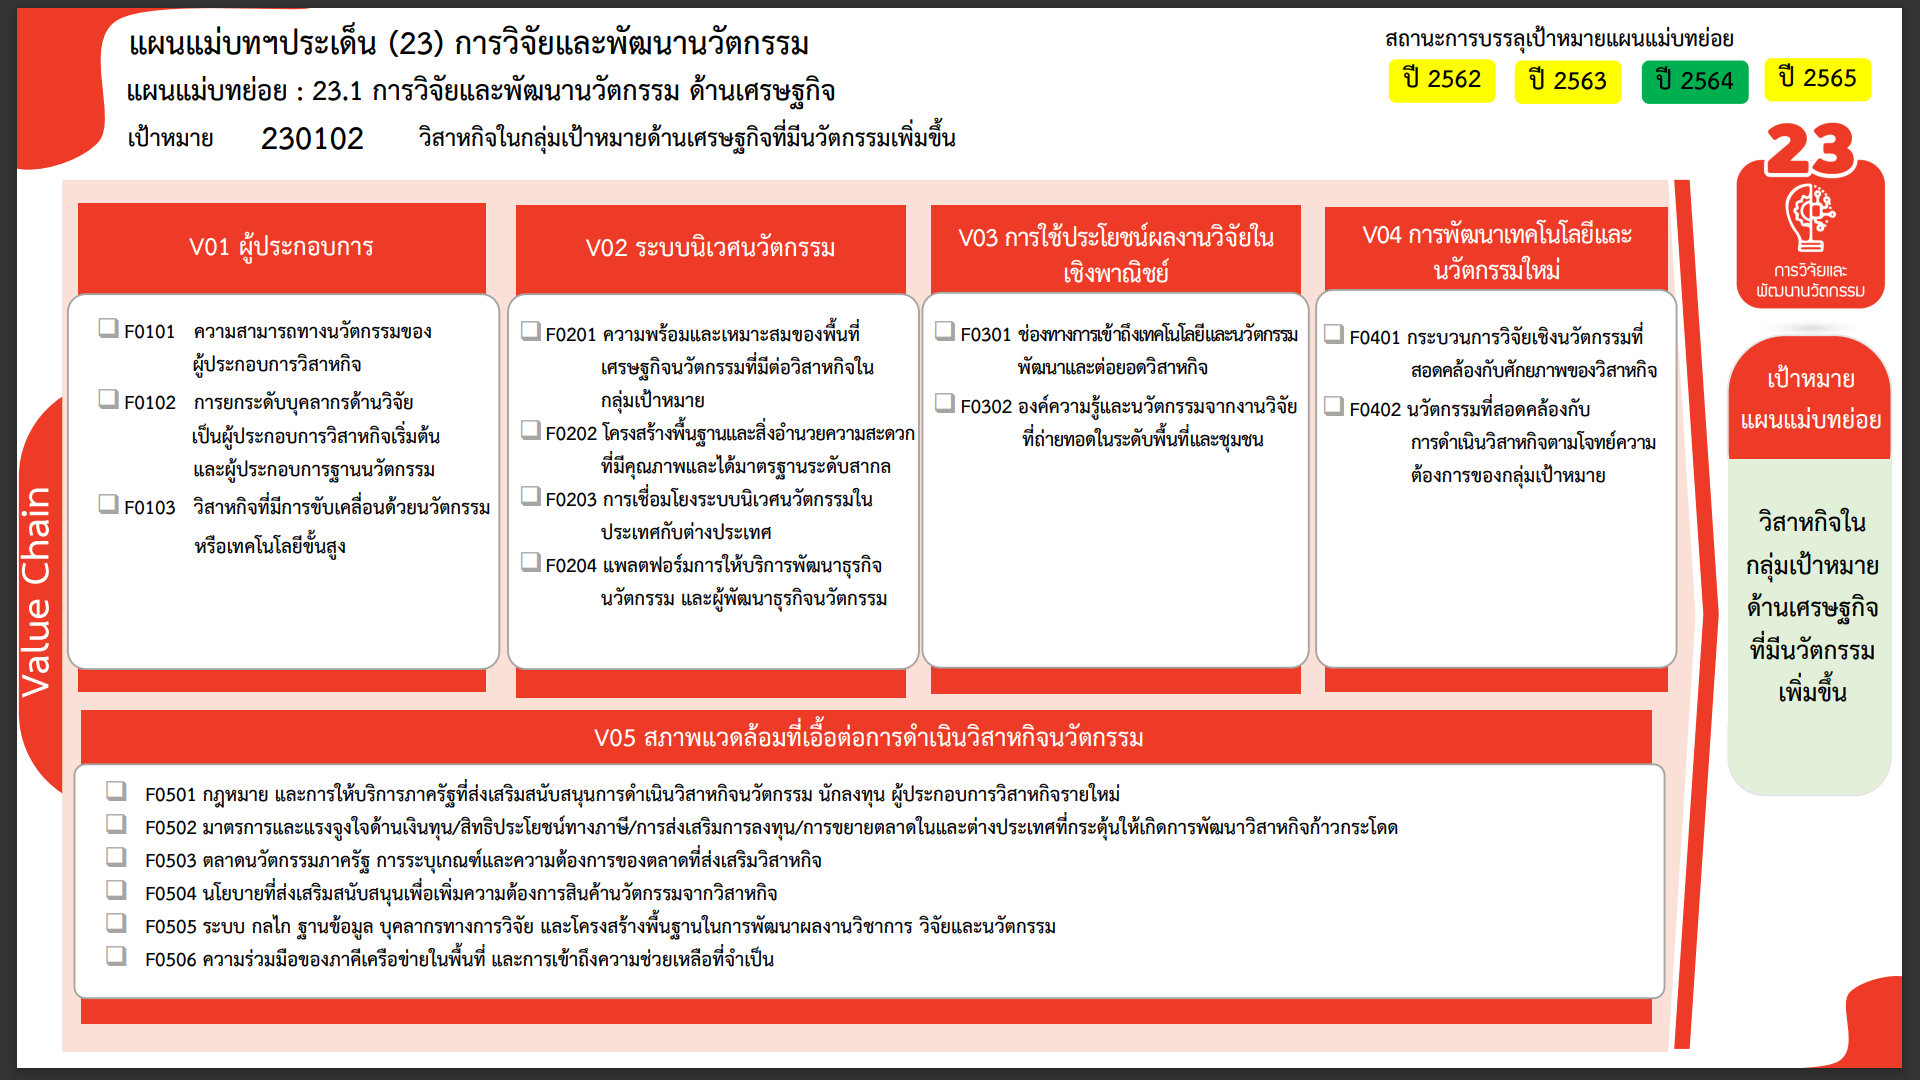 แผนแม่บทฯประเด็น (23) การวิจัยและพัฒนานวัตกรรม
แผนแม่บทย่อย : 23.1 การวิจัยและพัฒนานวัตกรรม ด้านเศรษฐกิจ
เป้าหมาย 230102 วิสาหกิจในกลุ่มเป้าหมายด้านเศรษฐกิจที่มีนวัตกรรมเพิ่มขึ้น
สถานะการบรรลุเป้าหมายแผนแม่บทย่อย
ปี 2562 ปี 2563 ปี 2564 ปี 2565
23
การวิจัยและ
พัฒนานวัตกรรม
Value Chain
V01 ผู้ประกอบการ
F0101 ความสามารถทางนวัตกรรมของ
ผู้ประกอบการวิสาหกิจ
F0102 การยกระดับบุคลากรด้านวิจัย
เป็นผู้ประกอบการวิสาหกิจเริ่มต้น
และผู้ประกอบการฐานนวัตกรรม
F0103 วิสาหกิจที่มีการขับเคลื่อนด้วยนวัตกรรม
หรือเทคโนโลยีขั้นสูง
V02 ระบบนิเวศนวัตกรรม
F0201 ความพร้อมและเหมาะสมของพื้นที่
เศรษฐกิจนวัตกรรมที่มีต่อวิสาหกิจใน
กลุ่มเป้าหมาย
F0202 โครงสร้างพื้นฐานและสิ่งอำนวยความสะดวก
ที่มีคุณภาพและได้มาตรฐานระดับสากล
F0203 การเชื่อมโยงระบบนิเวศนวัตกรรมใน
ประเทศกับต่างประเทศ
F0204 แพลตฟอร์มการให้บริการพัฒนาธุรกิจ
นวัตกรรม และผู้พัฒนาธุรกิจนวัตกรรม
V03 การใช้ประโยชน์ผลงานวิจัยใน
เชิงพาณิชย์
F0301 ช่องทางการเข้าถึงเทคโนโลยีและนวัตกรรม
พัฒนาและต่อยอดวิสาหกิจ
F0302 องค์ความรู้และนวัตกรรมจากงานวิจัย
ที่ถ่ายทอดในระดับพื้นที่และชุมชน
V04 การพัฒนาเทคโนโลยีและ
นวัตกรรมใหม่
F0401 กระบวนการวิจัยเชิงนวัตกรรมที่
สอดคล้องกับศักยภาพของวิสาหกิจ
F0402 นวัตกรรมที่สอดคล้องกับ
การดำเนินวิสาหกิจตามโจทย์ความ
ต้องการของกลุ่มเป้าหมาย
เป้าหมาย
แผนแม่บทย่อย
วิสาหกิจใน
กลุ่มเป้าหมาย
ด้านเศรษฐกิจ
ที่มีนวัตกรรม
เพิ่มขึ้น
V05 สภาพแวดล้อมที่เอื้อต่อการดำเนินวิสาหกิจนวัตกรรม
F0501 กฎหมาย และการให้บริการภาครัฐที่ส่งเสริมสนับสนุนการดำเนินวิสาหกิจนวัตกรรม นักลงทุน ผู้ประกอบการวิสาหกิจรายใหม่
F0502 มาตรการและแรงจูงใจด้านเงินทุน/สิทธิประโยชน์ทางภาษี/การส่งเสริมการลงทุน/การขยายตลาดในและต่างประเทศที่กระตุ้นให้เกิดการพัฒนาวิสาหกิจก้าวกระโดด
F0503 ตลาดนวัตกรรมภาครัฐ การระบุเกณฑ์และความต้องการของตลาดที่ส่งเสริมวิสาหกิจ
F0504 นโยบายที่ส่งเสริมสนับสนุนเพื่อเพิ่มความต้องการสินค้านวัตกรรมจากวิสาหกิจ
F0505 ระบบ กลไก ฐานข้อมูล บุคลากรทางการวิจัย และโครงสร้างพื้นฐานในการพัฒนาผลงานวิชาการ วิจัยและนวัตกรรม
F0506 ความร่วมมือของภาคีเครือข่ายในพื้นที่ และการเข้าถึงความช่วยเหลือที่จำเป็น